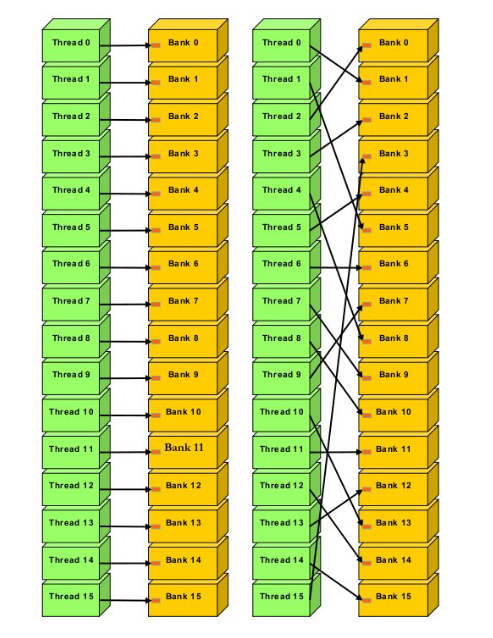 Thread 0 Bank 0 Thread 0 Bank 0
Thread 1 Bank 1 Thread 1 Bank 1
Thread 2 Bank 2 Thread 2 Bank 2
Thread 3 Bank 3 Thread 3 Bank 3
Thread 4 Bank 4 Thread 4 Bank 4
Thread 5 Bank 5 Thread 5 Bank 5
Thread 6 Bank 6 Thread 6 Bank 6
Thread 7 Bank 7 Thread 7 Bank 7
Thread 8 Bank 8 Thread 8 Bank 8
Thread 9 Bank 9 Thread 9 Bank 9
Thread 10 Bank 10 Thread 10 Bank 10
Thread 11 Bank 11 Thread 11 Bank 11
Thread 12 Bank 12 Thread 12 Bank 12
Thread 13 Bank 13 Thread 13 Bank 13
Thread 14 Bank 14 Thread 14 Bank 14
Thread 15 Bank 15 Thread 15 Bank 15